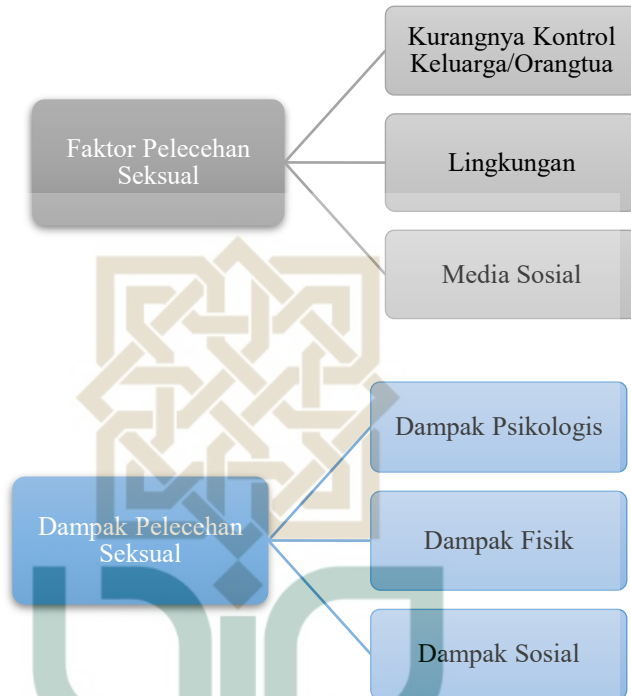 Kurangnya Kontrol
Keluarga/Orangtua
Faktor Pelecehan
Seksual
Lingkungan
Media Sosial
Dampak Psikologis
Dampak Pelecehan
Seksual
Dampak Fisik
Dampak Sosial